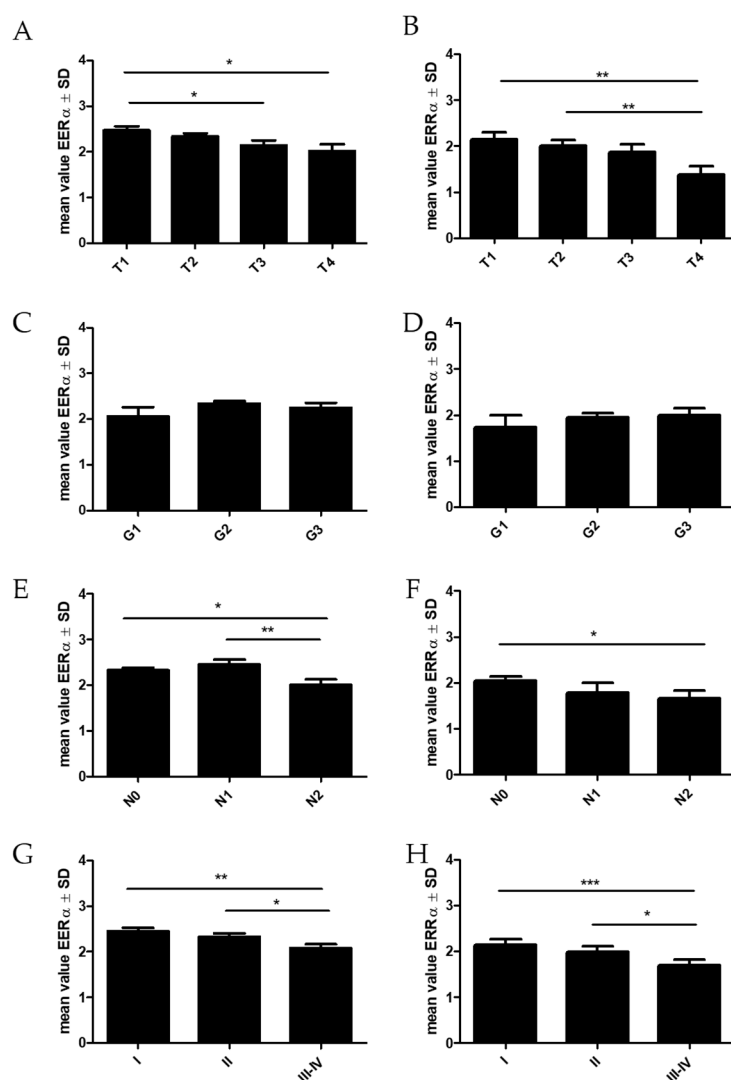 A
mean value EERα ± SD
4
3
2
1
0
*
*
T1 T2 T3 T4
B
mean value ERRα ± SD
4
3
2
1
0
**
**
T1 T2 T3 T4
C
mean value EERα ± SD
4
3
2
1
0
G1 G2 G3
D
mean value ERRα ± SD
4
3
2
1
0
G1 G2 G3
E
mean value EERα ± SD
4
3
2
1
0
*
**
N0 N1 N2
F
mean value ERRα ± SD
4
3
2
1
0
*
N0 N1 N2
G
mean value EERα ± SD
4
3
2
1
0
**
*
I II III-IV
H
mean value ERRα ± SD
4
3
2
1
0
***
*
I II III-IV